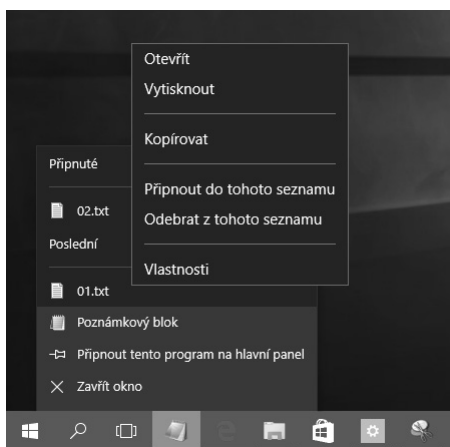 Otevřít
Vytisknout
Kopírovat
Připnout do tohoto seznamu
Odebrat z tohoto seznamu
Vlastnosti
Připnuté
02.txt
Poslední
01.txt
Poznámkový blok
Připnout tento program na hlavní panel
Zavřít okno